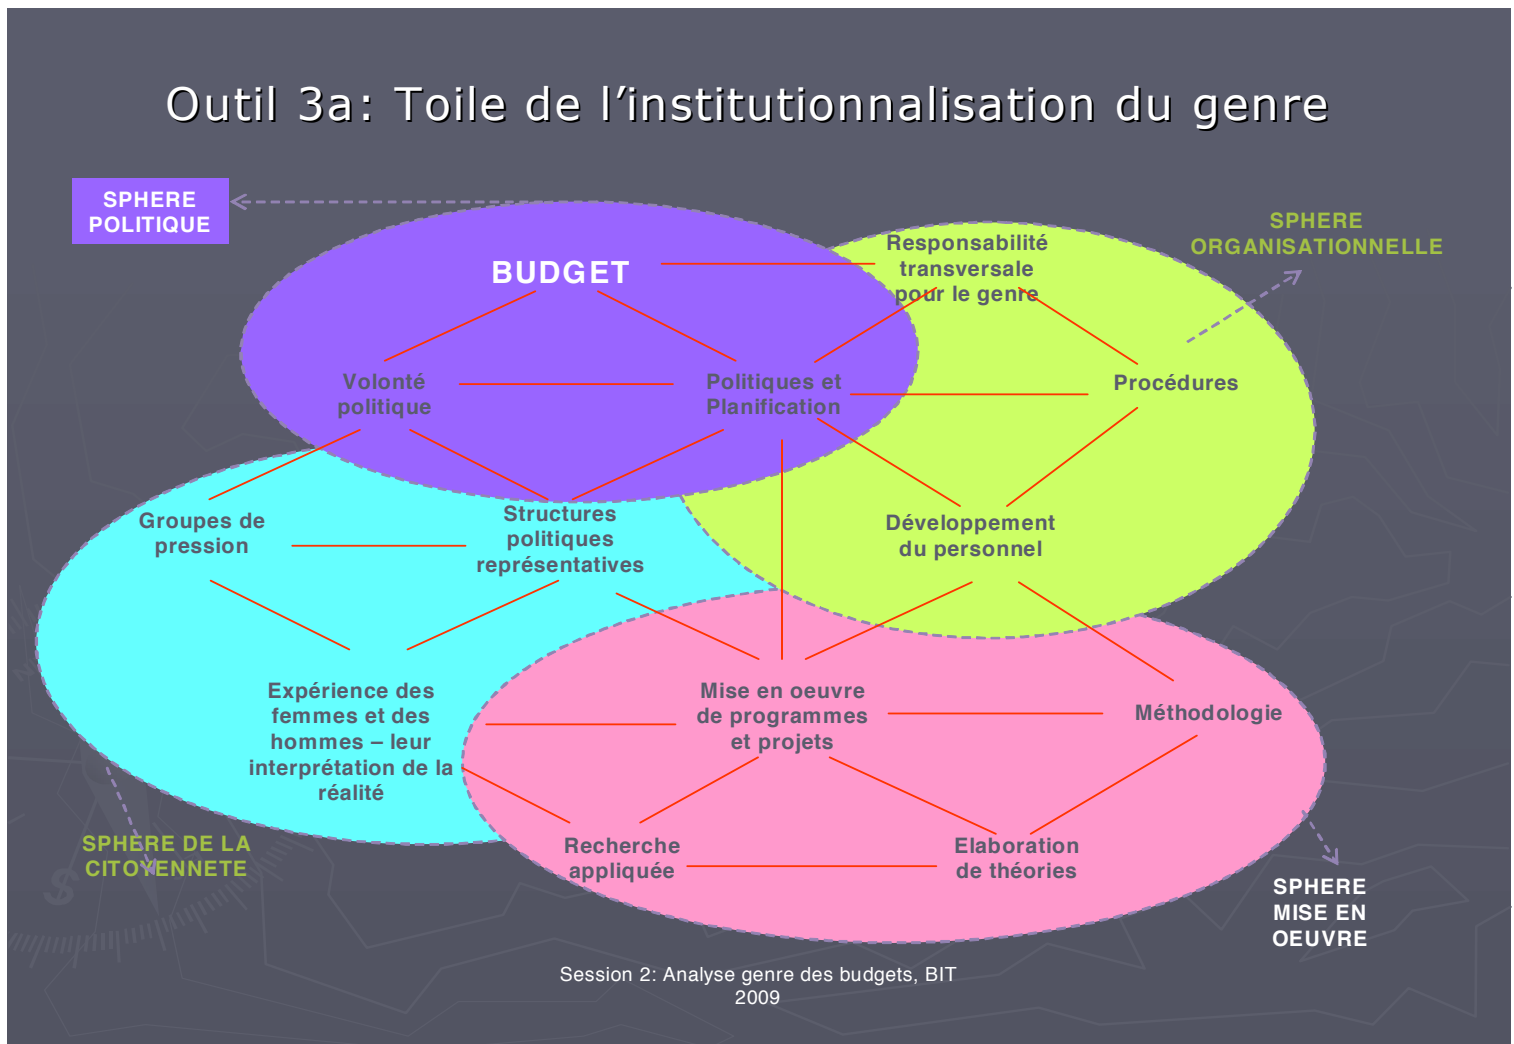 Outil 3a: Toile de l’institutionnalisation du genre
SPHERE
POLITIQUE
SPHERE
ORGANISATIONNELLE
BUDGET
Responsabilité
transversale
pour le genre
Volonté
politique
Politiques et
Planification
Procédures
Groupes de
pression
Structures
politiques
représentatives
Développement
du personnel
Expérience des
femmes et des
hommes – leur
interprétation de la
réalité
Mise en oeuvre
de programmes
et projets
Méthodologie
SPHERE DE LA
CITOYENNETE
Recherche
appliquée
Elaboration
de théories
SPHERE
MISE EN
OEUVRE
Session 2: Analyse genre des budgets, BIT
2009